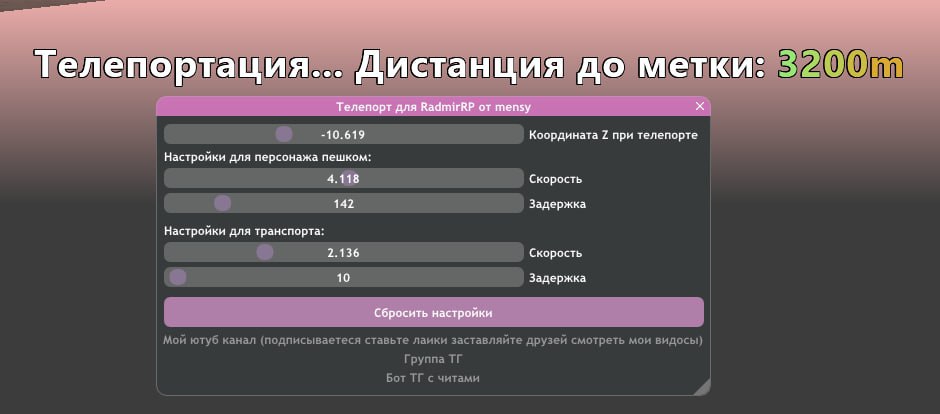 Телепортация... Дистанция до метки: 3200m
Телепорт для RadmirRP от mensy ×
-10.619 Координата Z при телепорте
Настройки для персонажа пешком:
4.118 Скорость
142 Задержка
Настройки для транспорта:
2.136 Скорость
10 Задержка
Сбросить настройки
Мой ютуб канал (подписываетеся ставьте лаики заставляйте друзей смотреть мои видосы)
Группа ТГ
Бот ТГ с читами